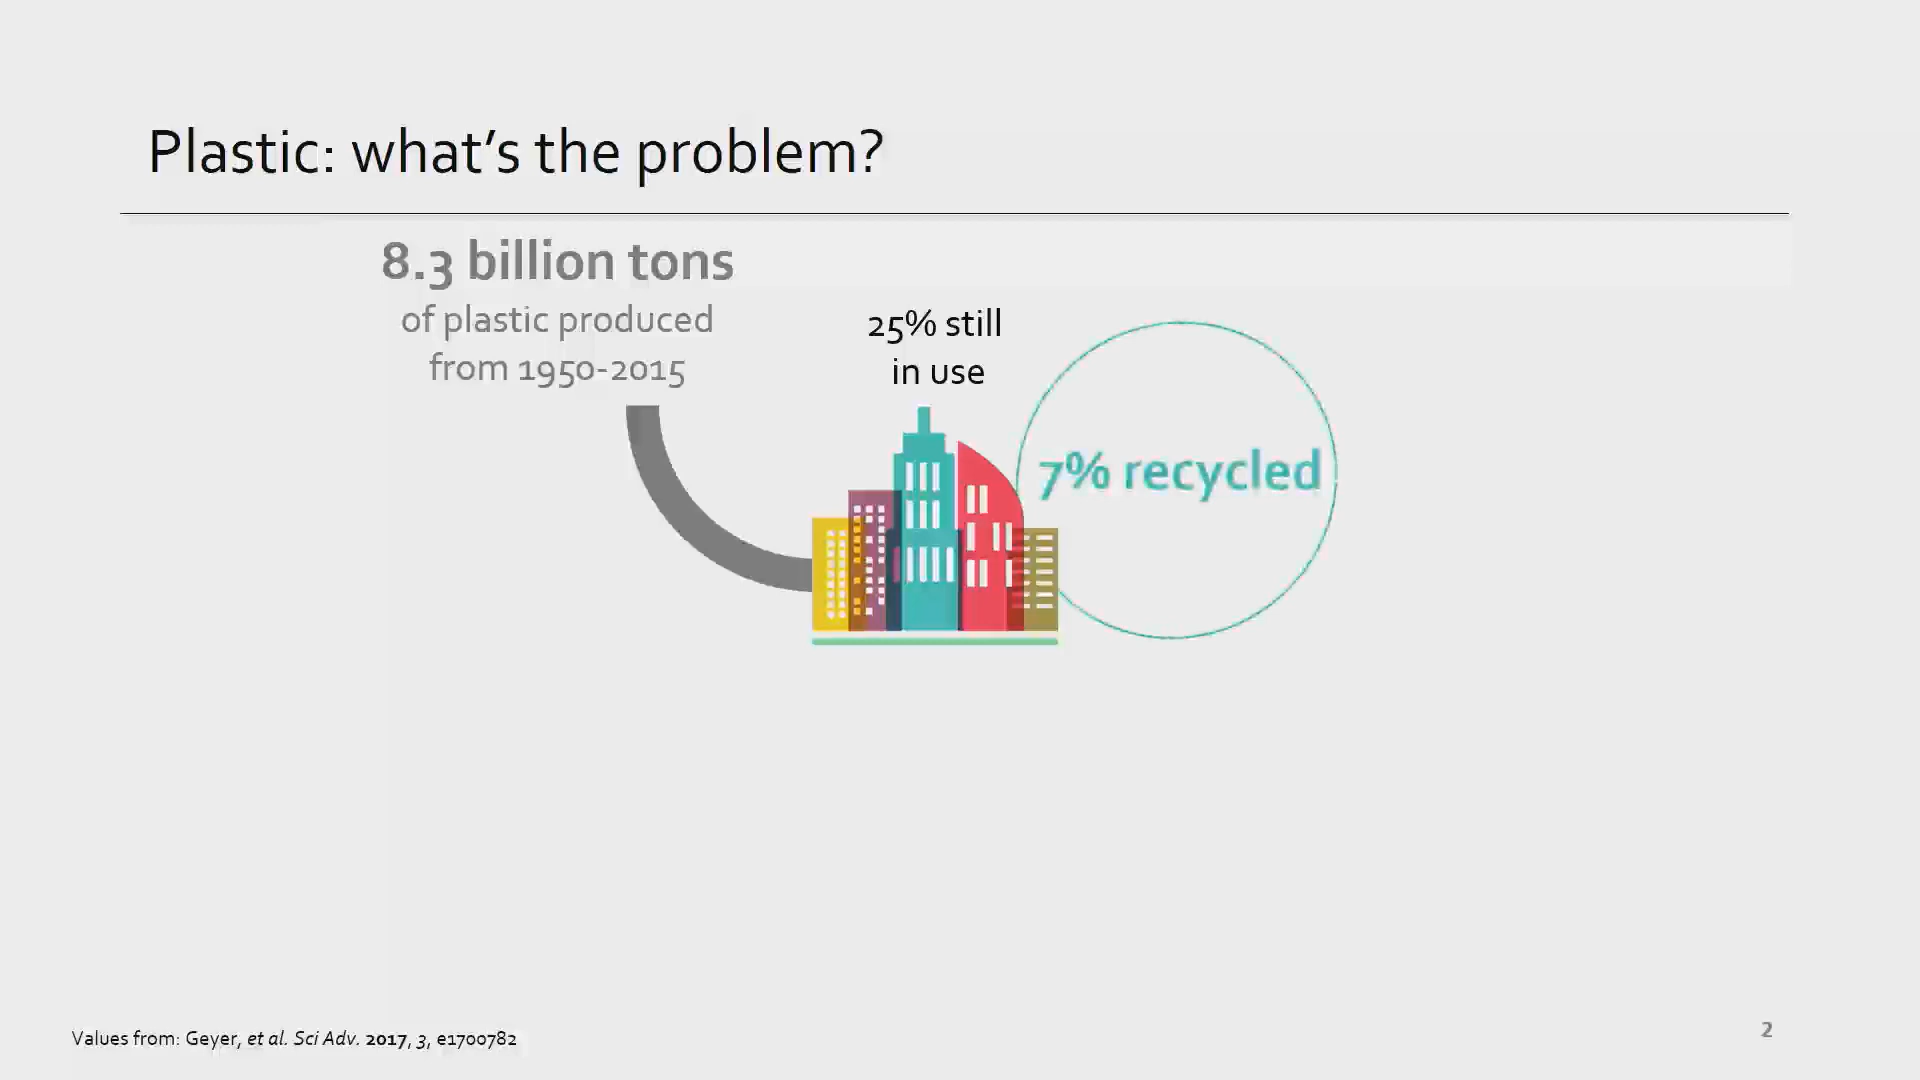 Plastic: what's the problem?
8.3 billion tons
of plastic produced
from 1950-2015
25% still
in use
7% recycled
Values from: Geyer, et al. Sci Adv. 2017, 3, e1700782
2